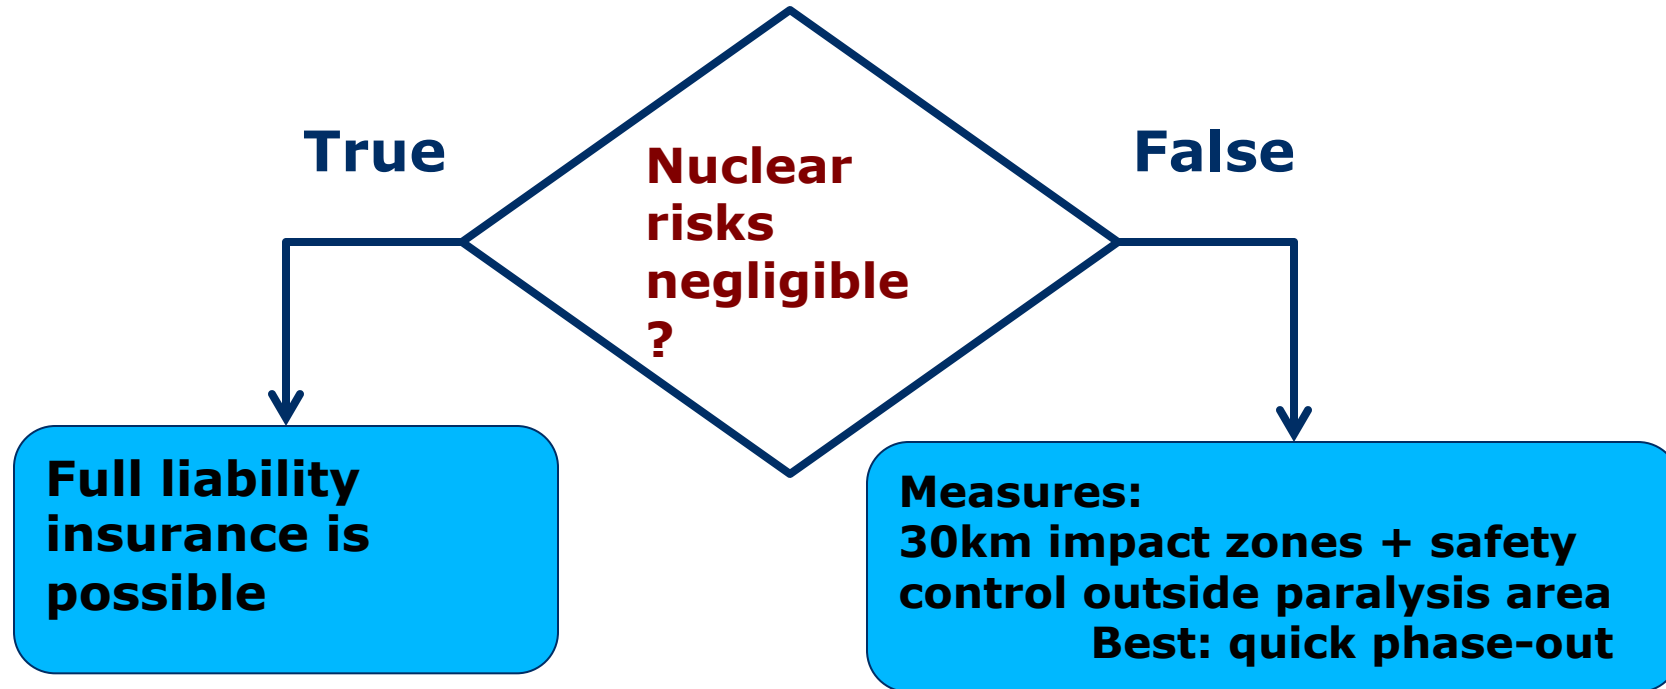 True
Nuclear
risks
negligible
?
False
Full liability
insurance is
possible
Measures:
30km impact zones + safety
control outside paralysis area
Best: quick phase-out